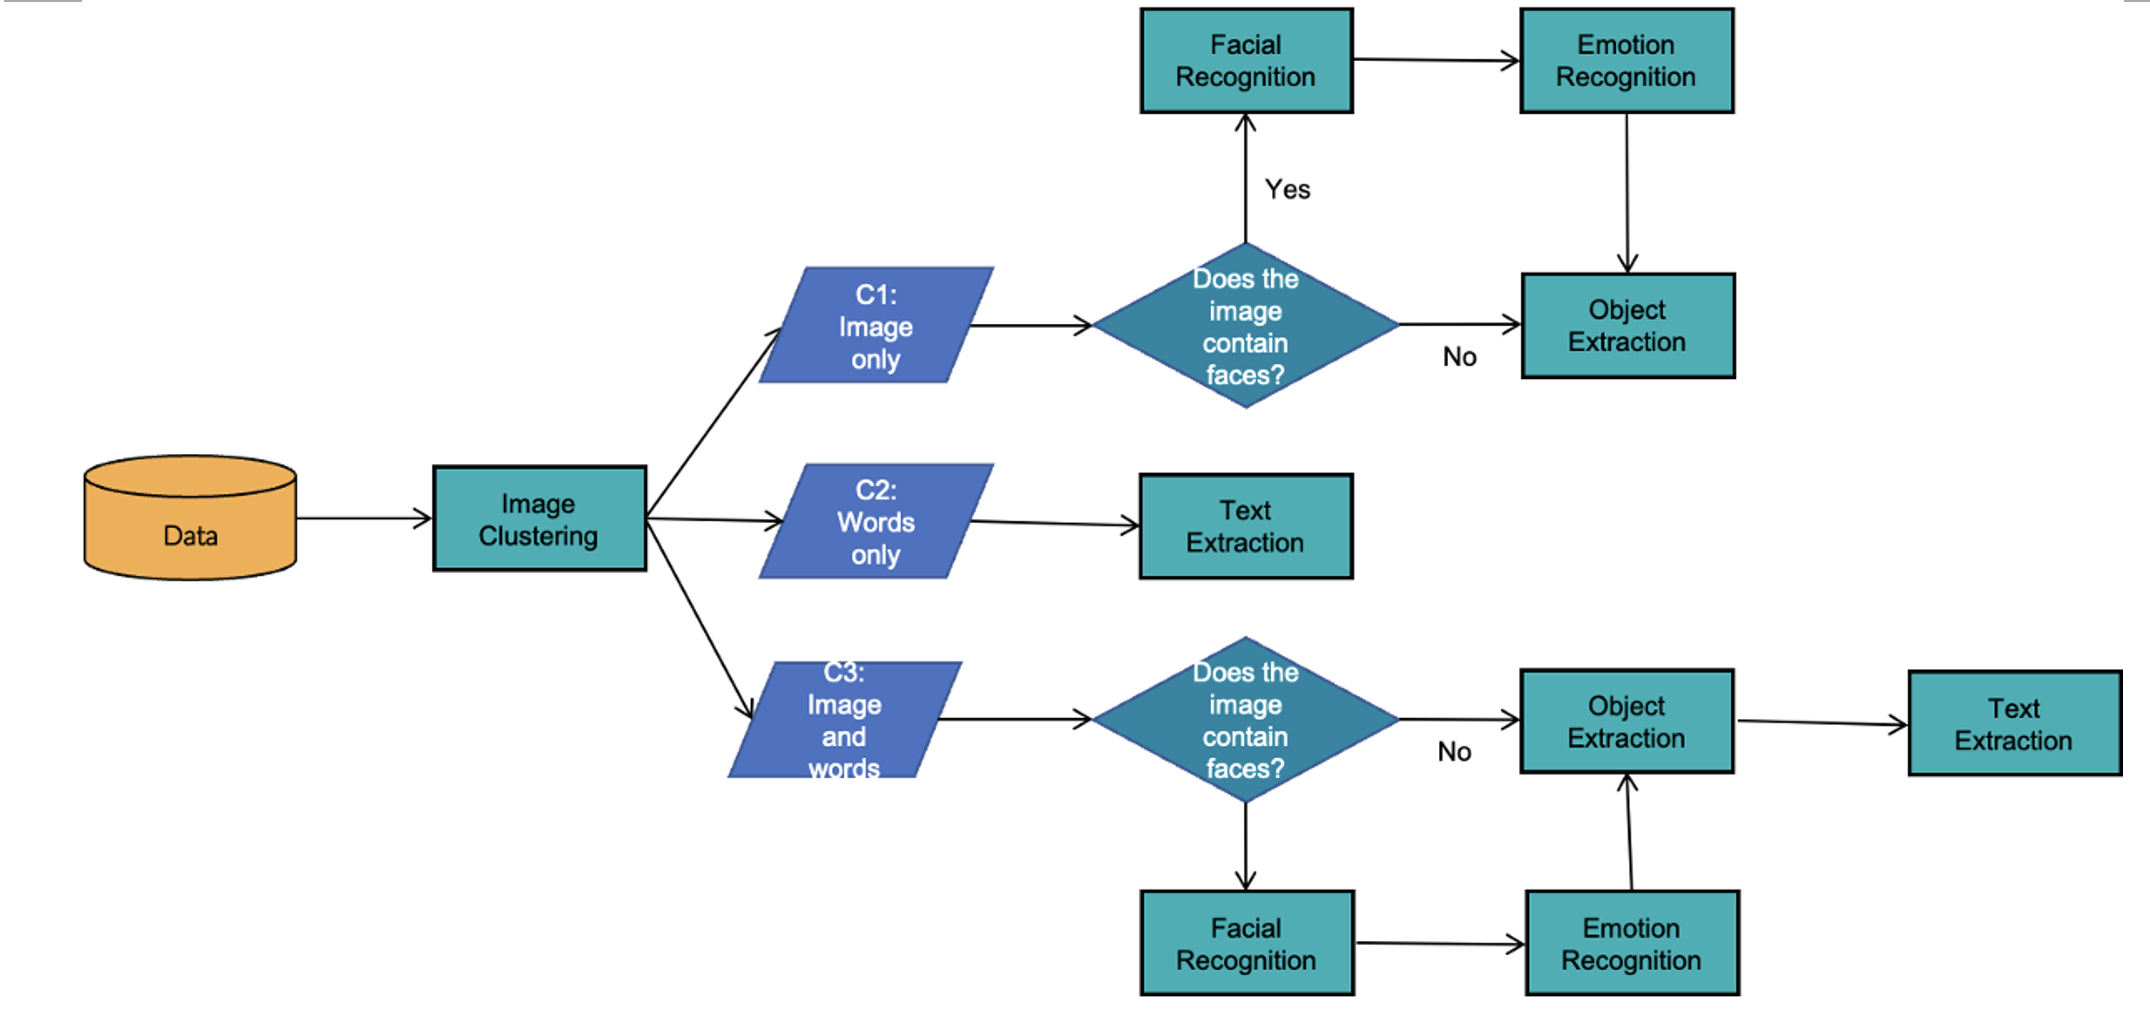 Facial
Recognition
Emotion
Recognition
Yes
C1:
Image
only
Does the
image
contain
faces?
No
Object
Extraction
Data
Image
Clustering
C2:
Words
only
Text
Extraction
C3:
Image
and
words
Does the
image
contain
faces?
No
Object
Extraction
Text
Extraction
Facial
Recognition
Emotion
Recognition